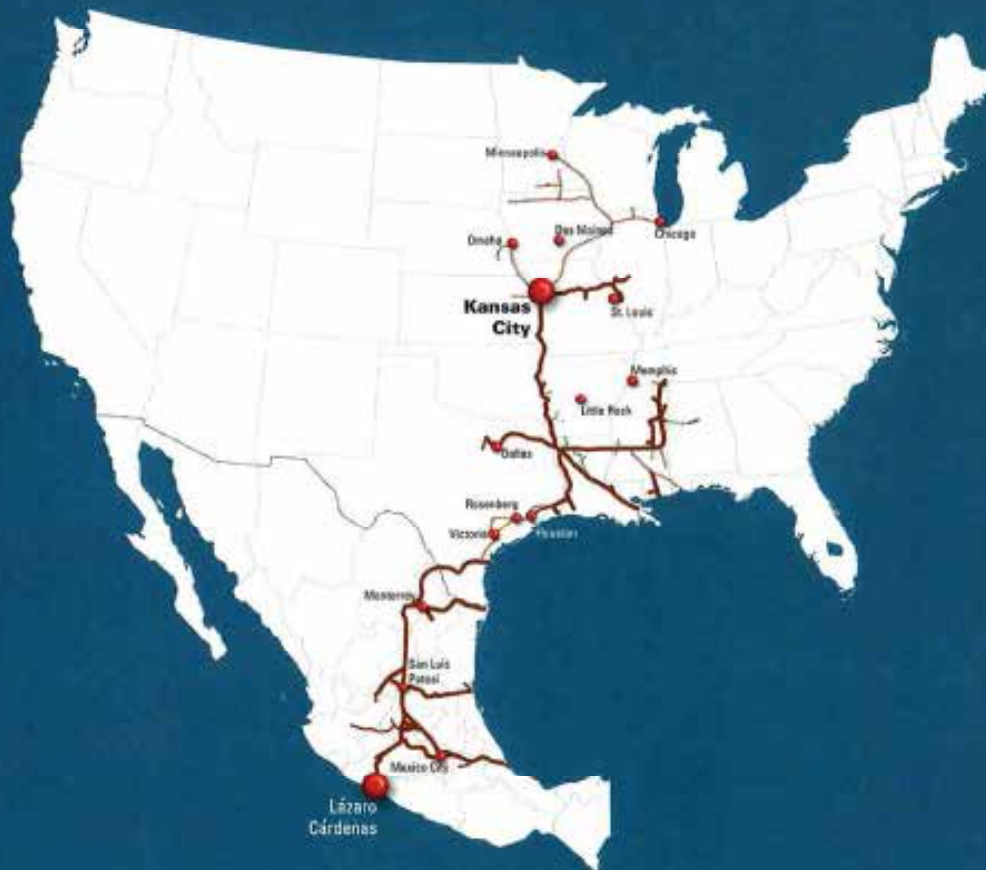 Minneapolis
Des Moines
Omaha
Chicago
Kansas
City
St. Louis
Memphis
Little Rock
Dallas
Rosenberg
Victoria
Houston
Monterrey
San Luis
Potosí
Mexico City
Lázaro
Cárdenas